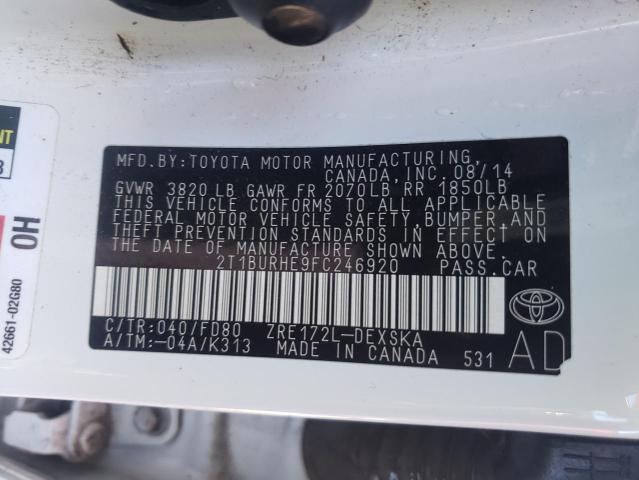 MFD.BY:TOYOTA MOTOR MANUFACTURING,
CANADA, INC. 08/14
GVWR 3820 LB GAWR FR 2070LB RR 1850LB
THIS VEHICLE CONFORMS TO ALL APPLICABLE
FEDERAL MOTOR VEHICLE SAFETY, BUMPER, AND
THEFT PREVENTION STANDARDS IN EFFECT ON
THE DATE OF MANUFACTURE SHOWN ABOVE.
2T1BURHE9FC246920 PASS.CAR
C/TR:040/FD80 ZRE172L-DEXSKA
A/TM:-04A/K313 MADE IN CANADA 531
AD
TOYOTA
42661-02G80
OH